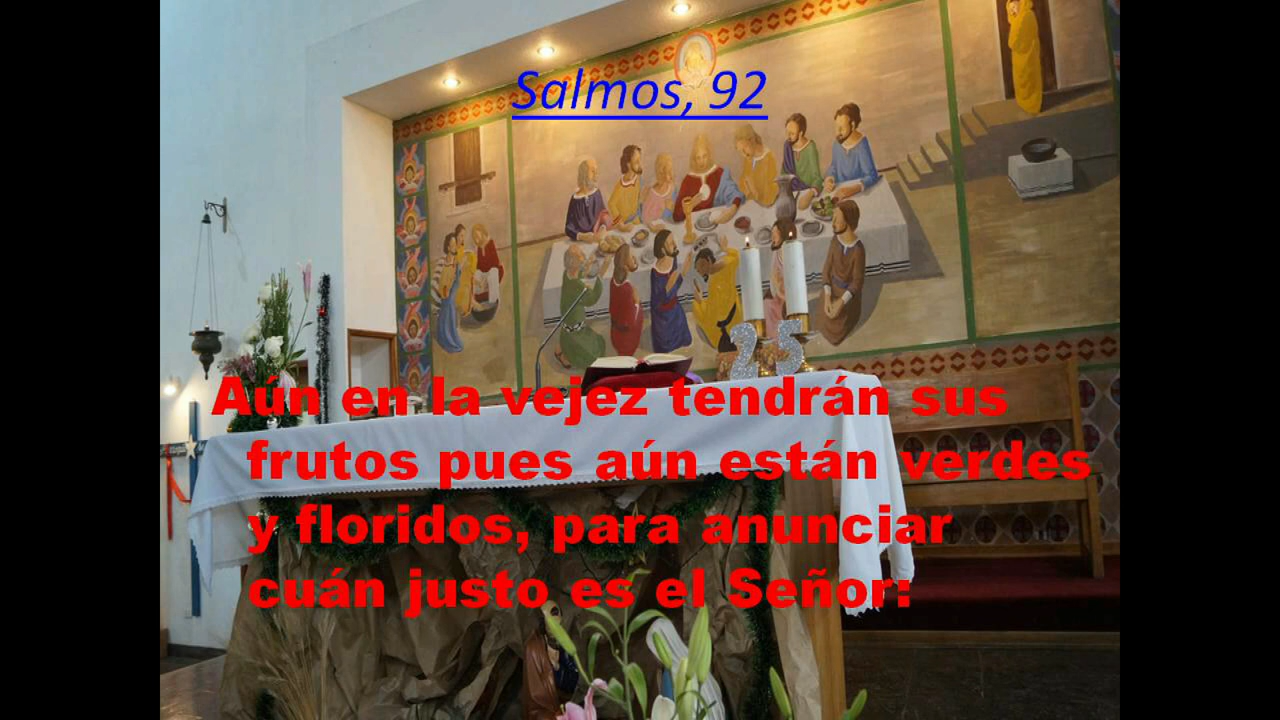 Salmos, 92
25
Aún en la vejez tendrán sus
frutos pues aún están verdes
y floridos, para anunciar
cuán justo es el Señor: